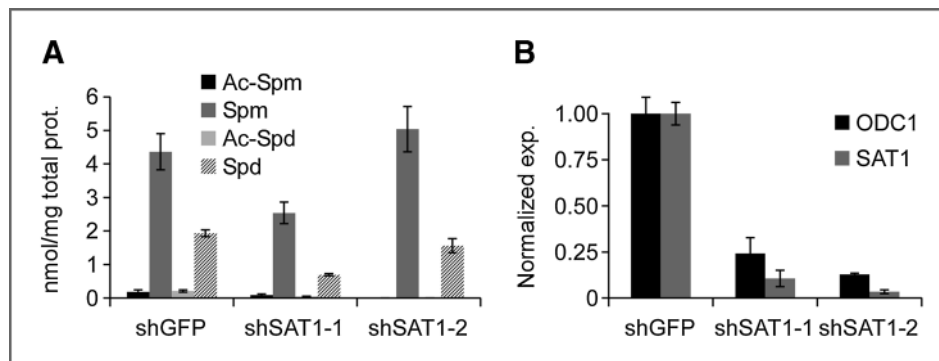 A
Ac-Spm
Spm
Ac-Spd
Spd
nmol/mg total prot.
6
5
4
3
2
1
0
shGFP shSAT1-1 shSAT1-2
B
ODC1
SAT1
Normalized exp.
1.00
0.75
0.50
0.25
0
shGFP shSAT1-1 shSAT1-2